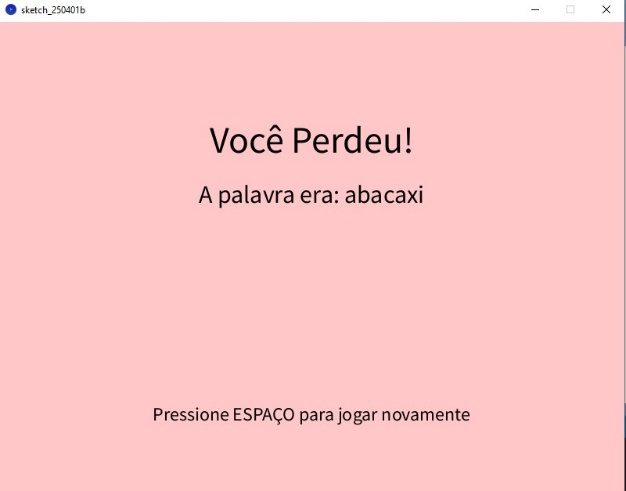 sketch_250401b
Você Perdeu!
A palavra era: abacaxi
Pressione ESPAÇO para jogar novamente